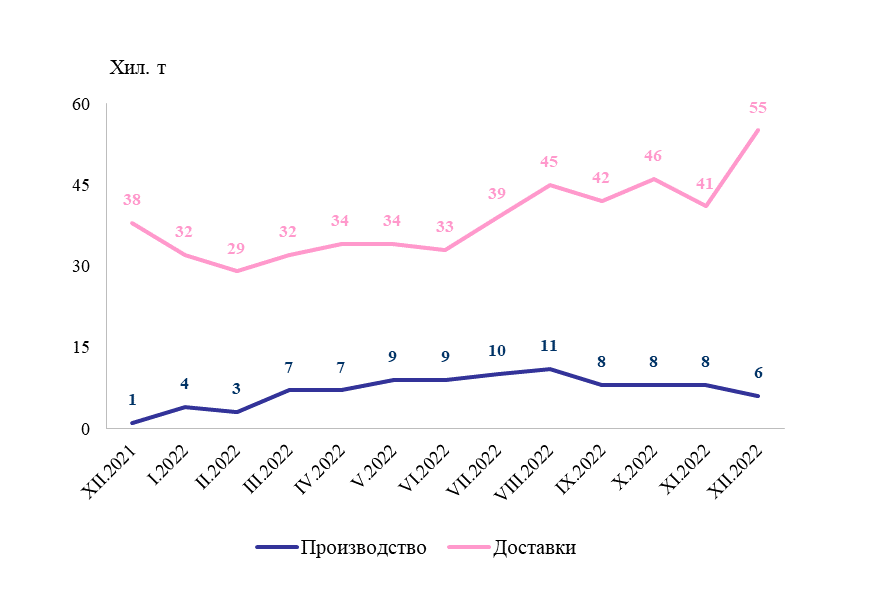 Хил. т
60
45
30
15
0
38 32 29 32 34 34 33 39 45 42 46 41 55
1 4 3 7 7 9 9 10 11 8 8 8 6
XII.2021 I.2022 II.2022 III.2022 IV.2022 V.2022 VI.2022 VII.2022 VIII.2022 IX.2022 X.2022 XI.2022 XII.2022
Производство Доставки